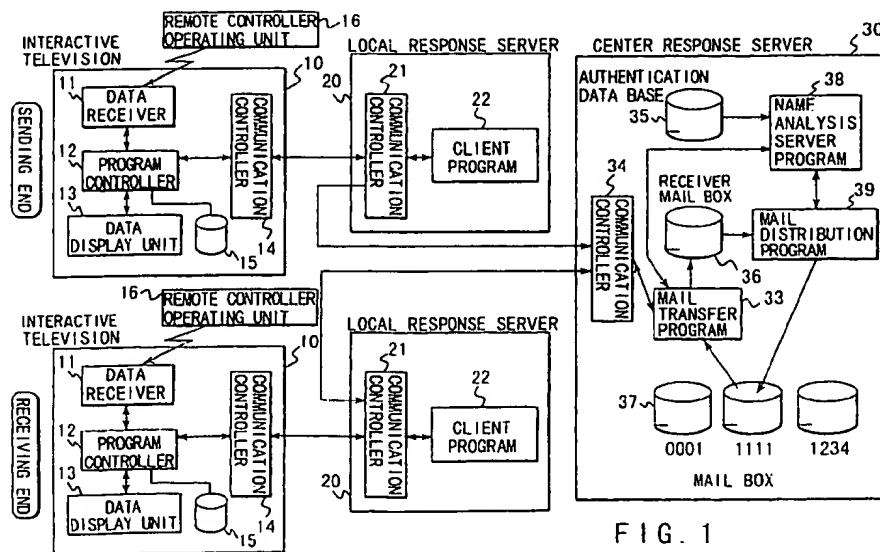 REMOTE CONTROLLER
OPERATING UNIT
16
INTERACTIVE
TELEVISION
10
SENDING END
11
DATA
RECEIVER
12
PROGRAM
CONTROLLER
13
DATA
DISPLAY UNIT
15
COMMUNICATION
CONTROLLER
14
LOCAL RESPONSE SERVER
20
21
COMMUNICATION
CONTROLLER
22
CLIENT
PROGRAM
CENTER RESPONSE SERVER
30
AUTHENTICATION
DATA BASE
35
38
NAME
ANALYSIS
SERVER
PROGRAM
34
COMMUNICATION
CONTROLLER
RECEIVER
MAIL BOX
36
39
MAIL
DISTRIBUTION
PROGRAM
33
MAIL
TRANSFER
PROGRAM
37
0001
1111
1234
MAIL BOX
16
REMOTE CONTROLLER
OPERATING UNIT
INTERACTIVE
TELEVISION
10
RECEIVING END
11
DATA
RECEIVER
12
PROGRAM
CONTROLLER
13
DATA
DISPLAY UNIT
15
COMMUNICATION
CONTROLLER
14
LOCAL RESPONSE SERVER
21
COMMUNICATION
CONTROLLER
20
22
CLIENT
PROGRAM
FIG. 1